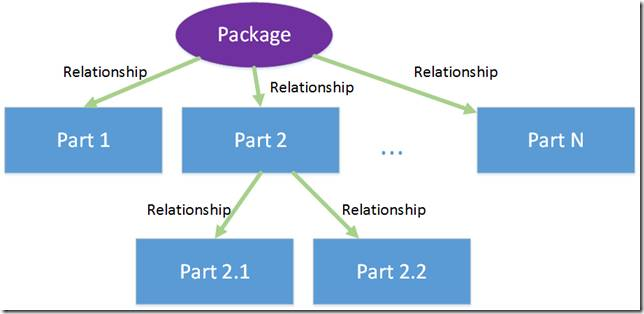 Package
Relationship
Relationship
Relationship
Part 1
Part 2
...
Part N
Relationship
Relationship
Part 2.1
Part 2.2